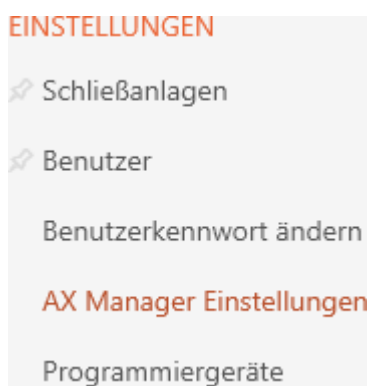 EINSTELLUNGEN
Schließanlagen
Benutzer
Benutzerkennwort ändern
AX Manager Einstellungen
Programmiergeräte